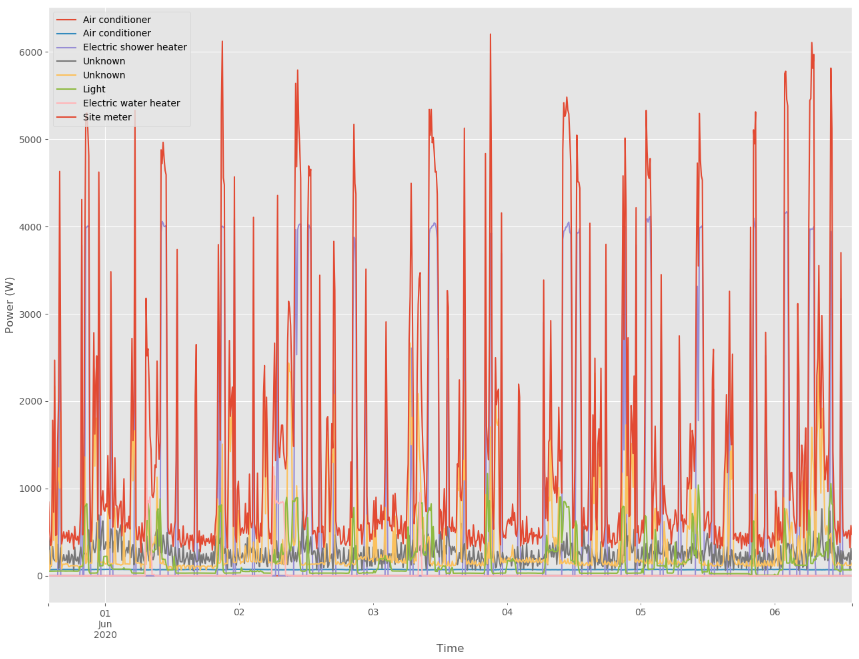 Air conditioner
Air conditioner
Electric shower heater
Unknown
Unknown
Light
Electric water heater
Site meter
6000
5000
4000
3000
2000
1000
0
Power (W)
01 02 03 04 05 06
Jun
2020
Time